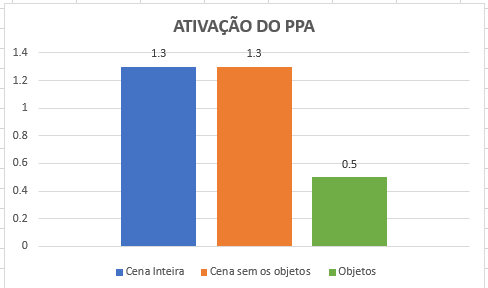 ATIVAÇÃO DO PPA
1.4
1.2
1
0.8
0.6
0.4
0.2
0
1.3
1.3
0.5
Cena Inteira
Cena sem os objetos
Objetos